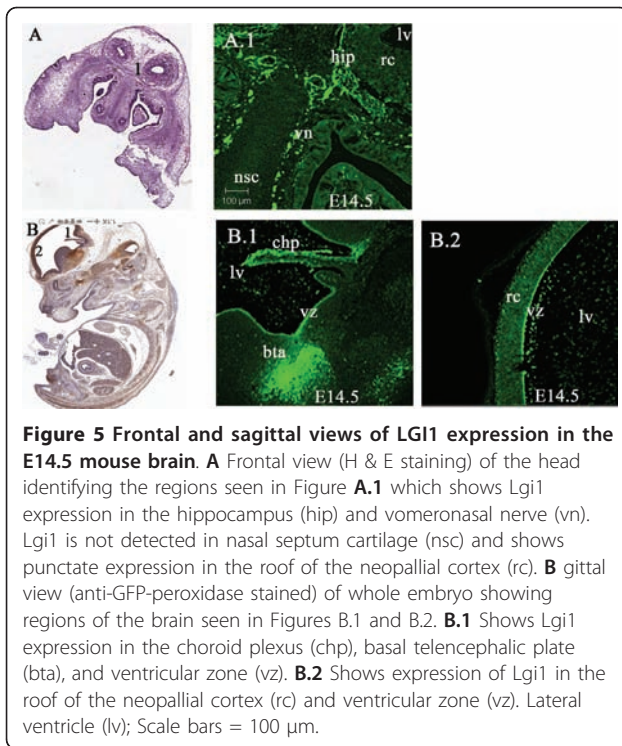 A
1
A.1
hip
lv
rc
vn
nsc
100 µm
E14.5
B
1
2
B.1
chp
lv
vz
bta
E14.5
B.2
rc
vz
lv
E14.5
Figure 5 Frontal and sagittal views of LGI1 expression in the
E14.5 mouse brain. A Frontal view (H & E staining) of the head
identifying the regions seen in Figure A.1 which shows Lgi1
expression in the hippocampus (hip) and vomeronasal nerve (vn).
Lgi1 is not detected in nasal septum cartilage (nsc) and shows
punctate expression in the roof of the neopallial cortex (rc). B gittal
view (anti-GFP-peroxidase stained) of whole embryo showing
regions of the brain seen in Figures B.1 and B.2. B.1 Shows Lgi1
expression in the choroid plexus (chp), basal telencephalic plate
(bta), and ventricular zone (vz). B.2 Shows expression of Lgi1 in the
roof of the neopallial cortex (rc) and ventricular zone (vz). Lateral
ventricle (lv); Scale bars = 100 μm.